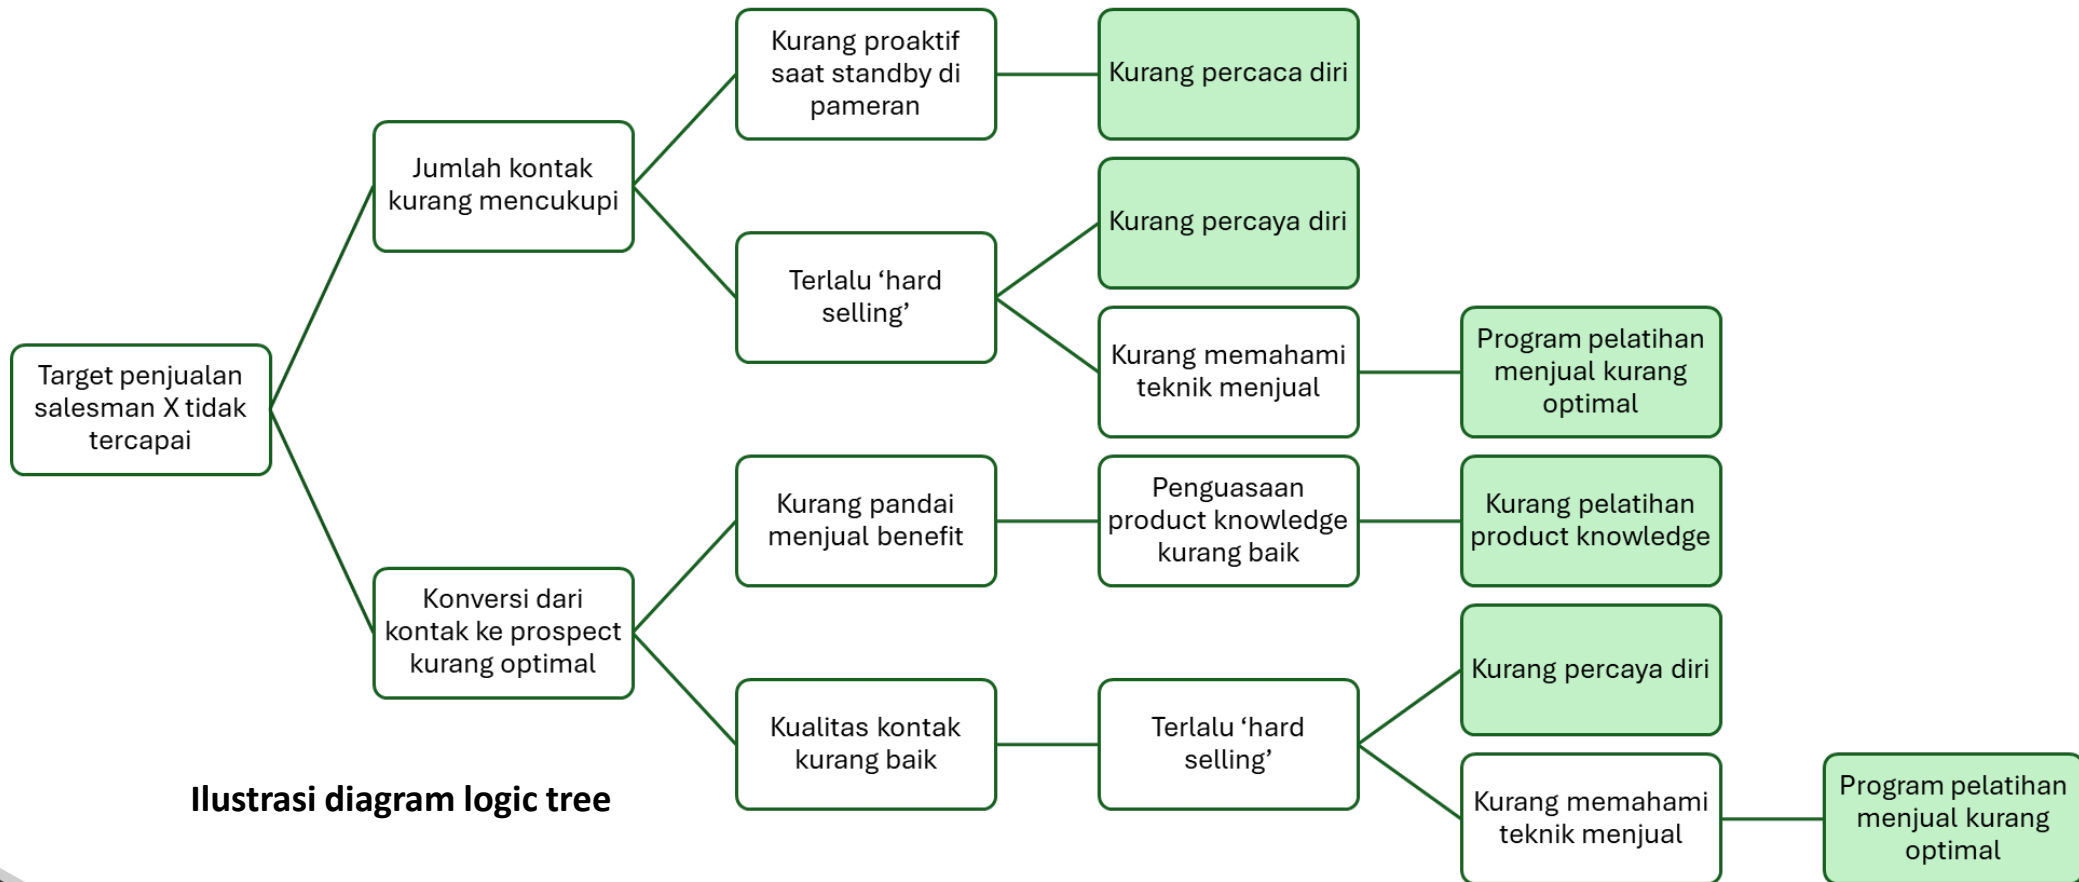 Kurang proaktif
saat standby di
pameran
Kurang percaca diri
Jumlah kontak
kurang mencukupi
Kurang percaya diri
Terlalu ‘hard
selling’
Kurang memahami
teknik menjual
Program pelatihan
menjual kurang
optimal
Target penjualan
salesman X tidak
tercapai
Kurang pandai
menjual benefit
Penguasaan
product knowledge
kurang baik
Kurang pelatihan
product knowledge
Konversi dari
kontak ke prospect
kurang optimal
Kualitas kontak
kurang baik
Terlalu ‘hard
selling’
Kurang percaya diri
Kurang memahami
teknik menjual
Program pelatihan
menjual kurang
optimal
Ilustrasi diagram logic tree